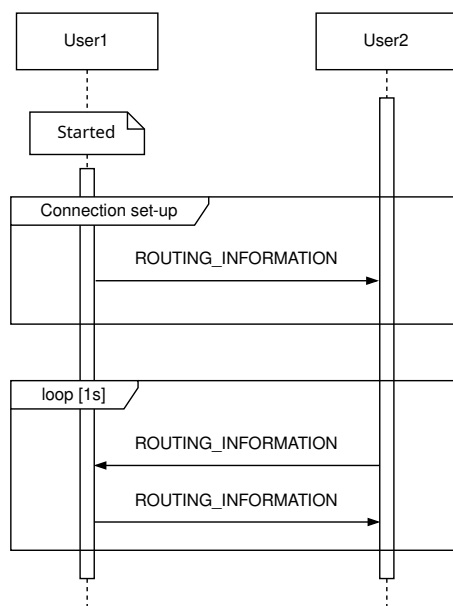 User1
User2
Started
Connection set-up
ROUTING_INFORMATION
loop [1s]
ROUTING_INFORMATION
ROUTING_INFORMATION